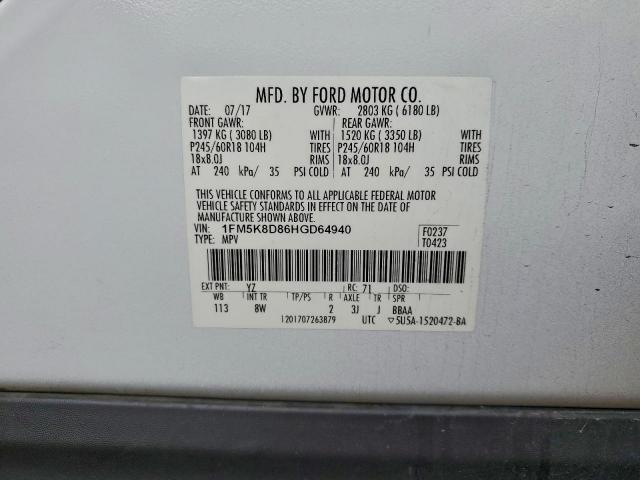 MFD. BY FORD MOTOR CO.
DATE: 07/17 GVWR: 2803 KG ( 6180 LB)
FRONT GAWR: REAR GAWR:
1397 KG ( 3080 LB) WITH 1520 KG ( 3350 LB) WITH
P245/60R18 104H TIRES P245/60R18 104H TIRES
18x8.0J RIMS 18x8.0J RIMS
AT 240 kPa/ 35 PSI COLD AT 240 kPa/ 35 PSI COLD
THIS VEHICLE CONFORMS TO ALL APPLICABLE FEDERAL MOTOR
VEHICLE SAFETY STANDARDS IN EFFECT ON THE DATE OF
MANUFACTURE SHOWN ABOVE.
VIN: 1FM5K8D86HGD64940 F0237
TYPE: MPV T0423
EXT PNT: YZ RC: 71 DSO:
WB INT TR TP/PS R AXLE TR SPR
113 8W 2 3J J BBAA
1201707263879 UTC 5U5A-1520472-BA